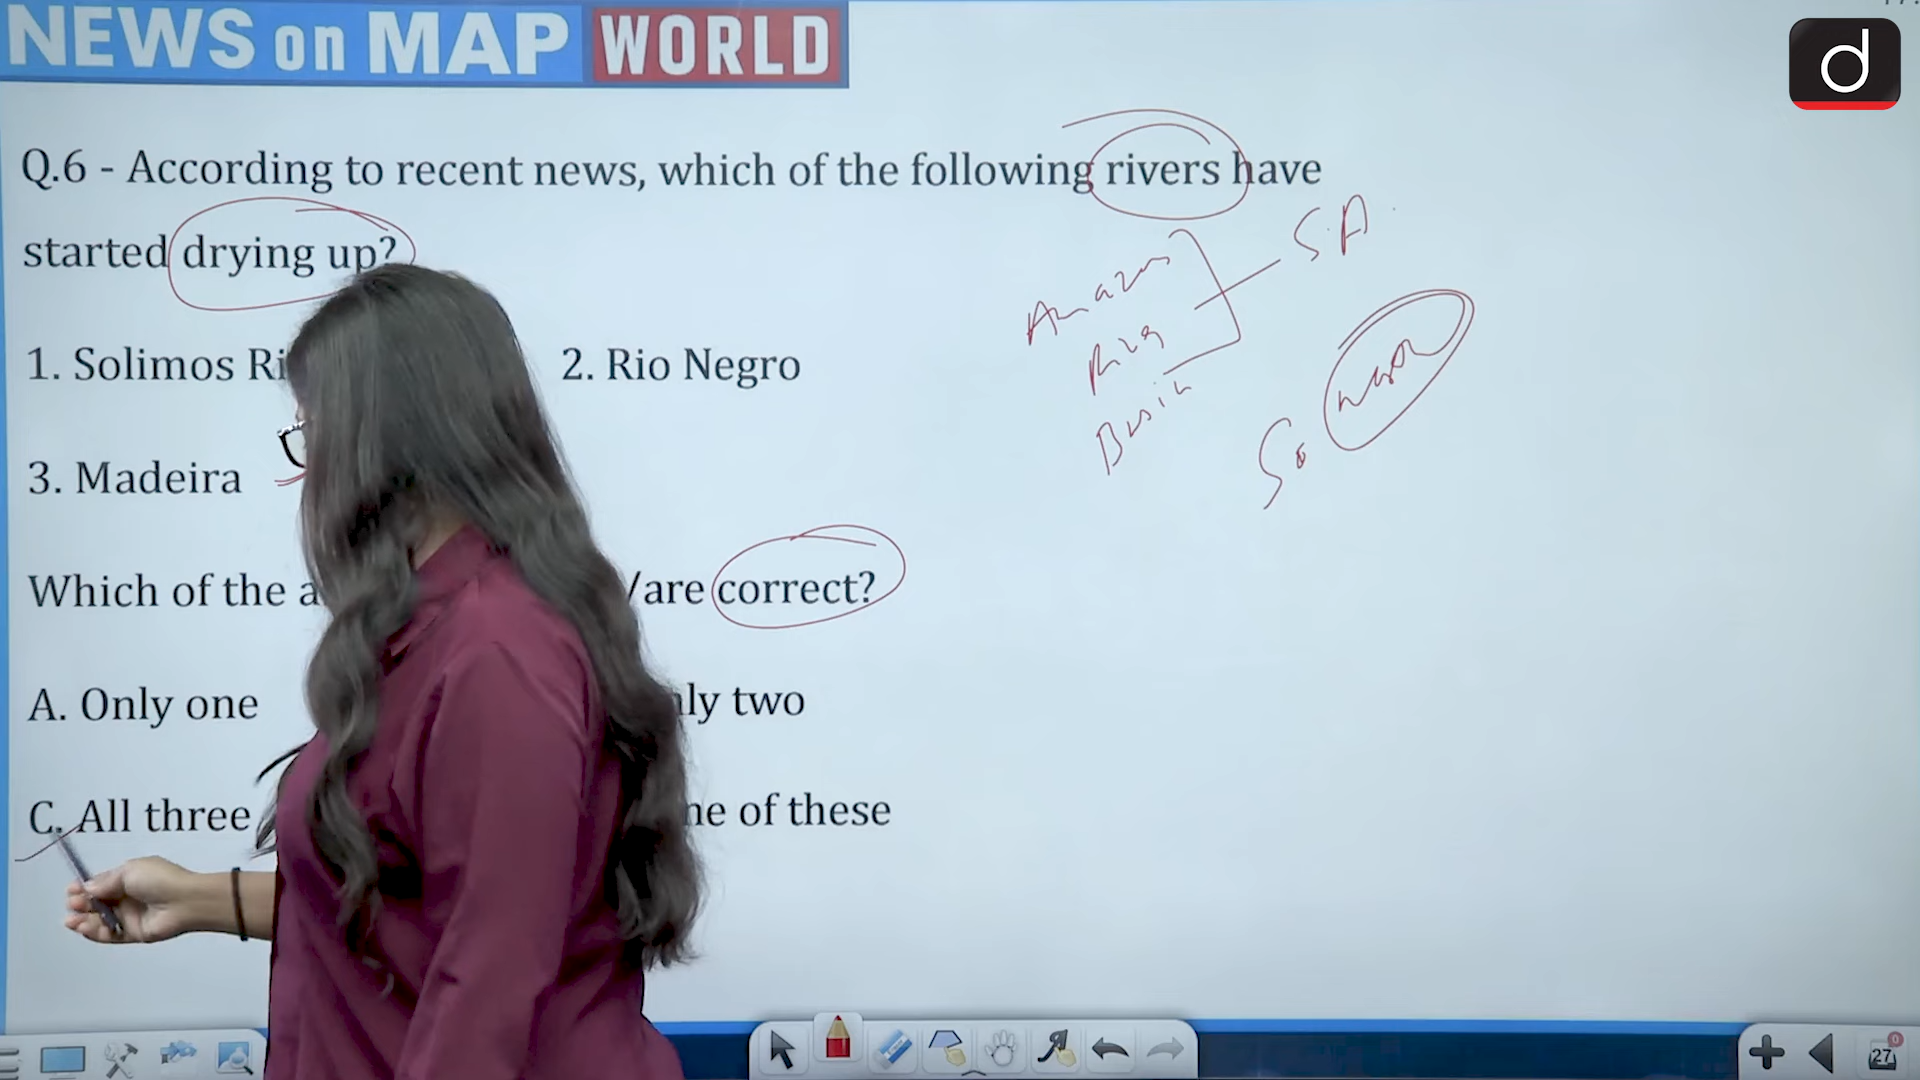 NEWS on MAP WORLD
d
Q.6 - According to recent news, which of the following rivers have
started drying up?
S.A
Amazon
River
Basin
1. Solimos Ri
2. Rio Negro
3. Madeira
Which of the a
/are correct?
A. Only one
ly two
C. All three
ne of these
27